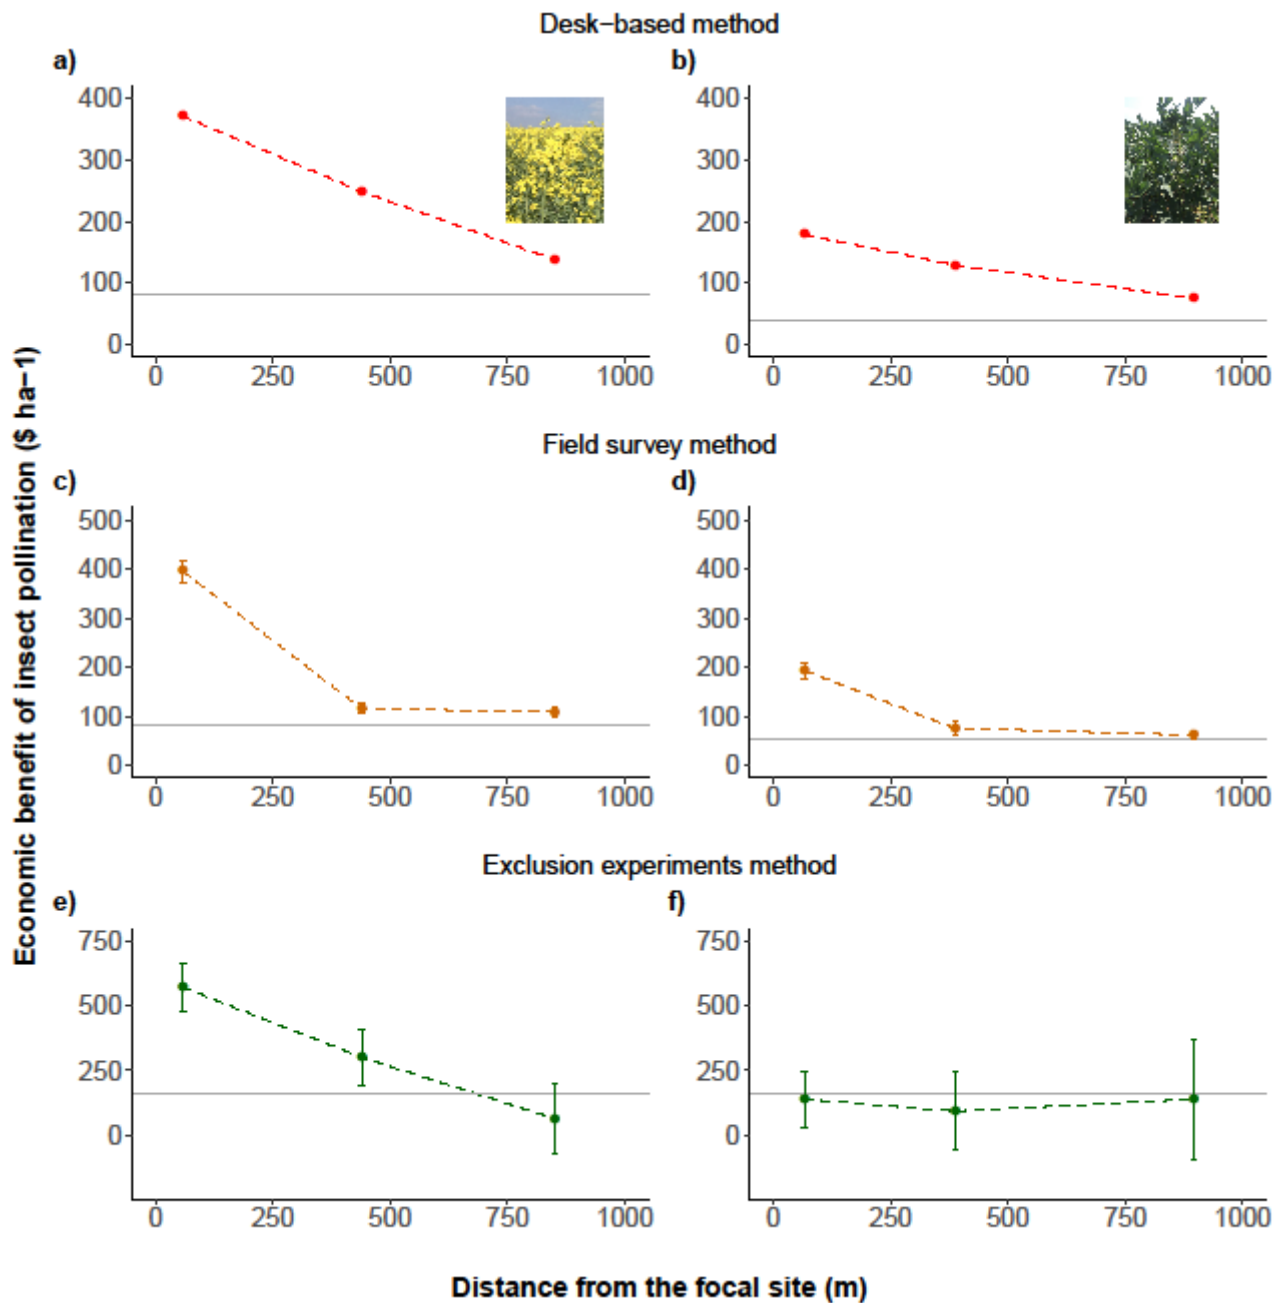 Desk−based method
a)
b)
400
300
200
100
0
0 250 500 750 1000
400
300
200
100
0
0 250 500 750 1000
Field survey method
c)
d)
500
400
300
200
100
0
0 250 500 750 1000
500
400
300
200
100
0
0 250 500 750 1000
Exclusion experiments method
e)
f)
750
500
250
0
0 250 500 750 1000
750
500
250
0
0 250 500 750 1000
Economic benefit of insect pollination ($ ha−1)
Distance from the focal site (m)